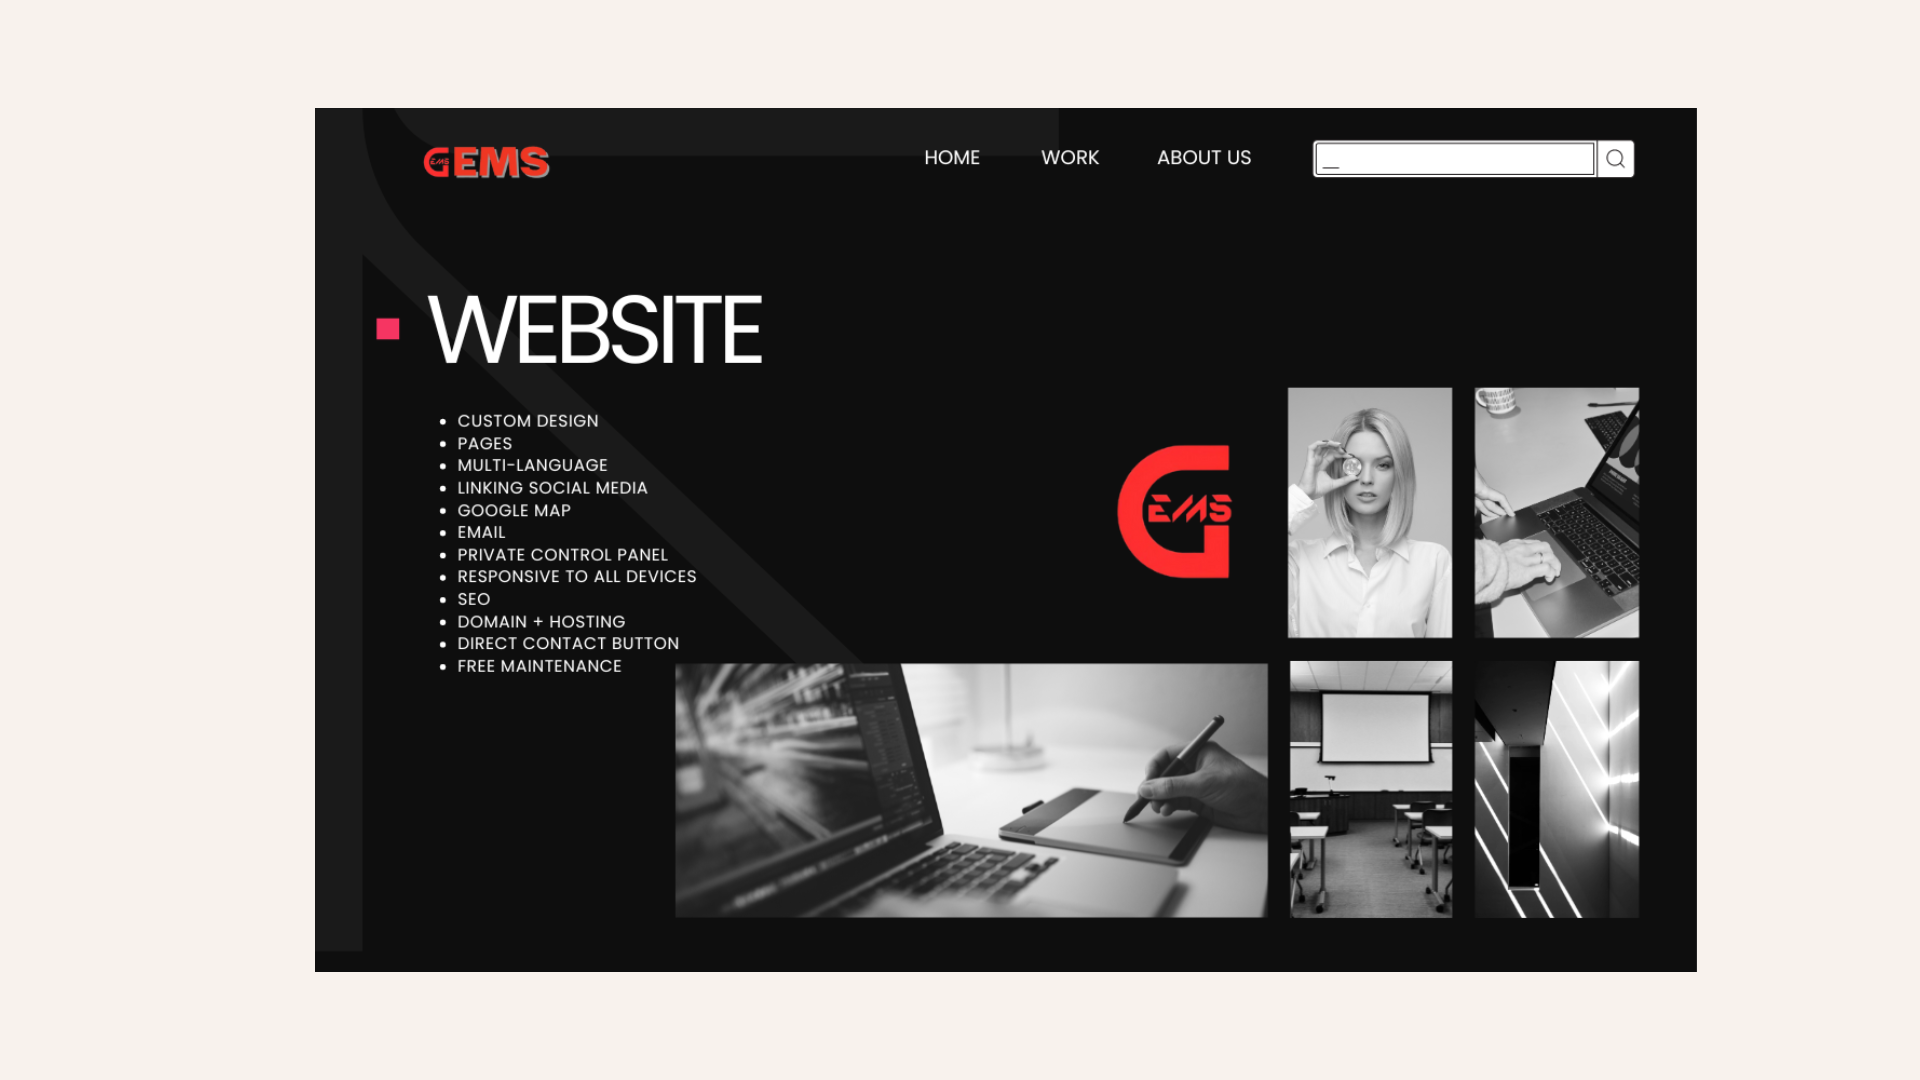 GEMS
HOME
WORK
ABOUT US
WEBSITE
CUSTOM DESIGN
PAGES
MULTI-LANGUAGE
LINKING SOCIAL MEDIA
GOOGLE MAP
EMAIL
PRIVATE CONTROL PANEL
RESPONSIVE TO ALL DEVICES
SEO
DOMAIN + HOSTING
DIRECT CONTACT BUTTON
FREE MAINTENANCE
GEMS